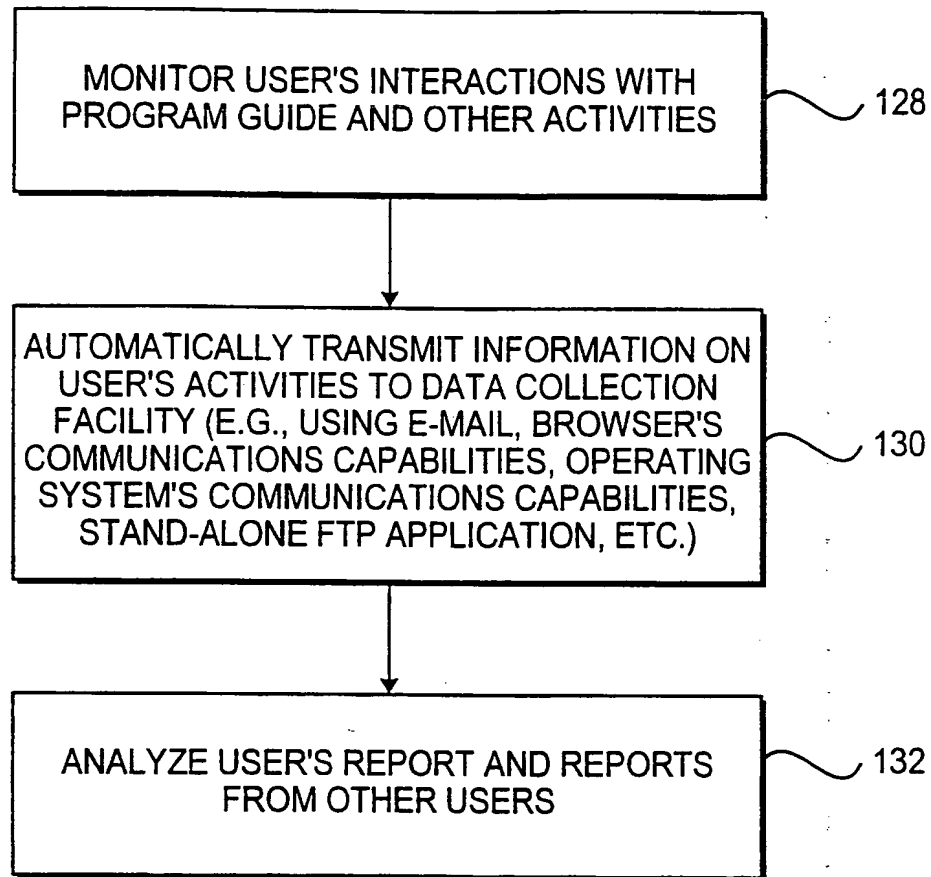 MONITOR USER'S INTERACTIONS WITH
PROGRAM GUIDE AND OTHER ACTIVITIES
128
AUTOMATICALLY TRANSMIT INFORMATION ON
USER'S ACTIVITIES TO DATA COLLECTION
FACILITY (E.G., USING E-MAIL, BROWSER'S
COMMUNICATIONS CAPABILITIES, OPERATING
SYSTEM'S COMMUNICATIONS CAPABILITIES,
STAND-ALONE FTP APPLICATION, ETC.)
130
ANALYZE USER'S REPORT AND REPORTS
FROM OTHER USERS
132